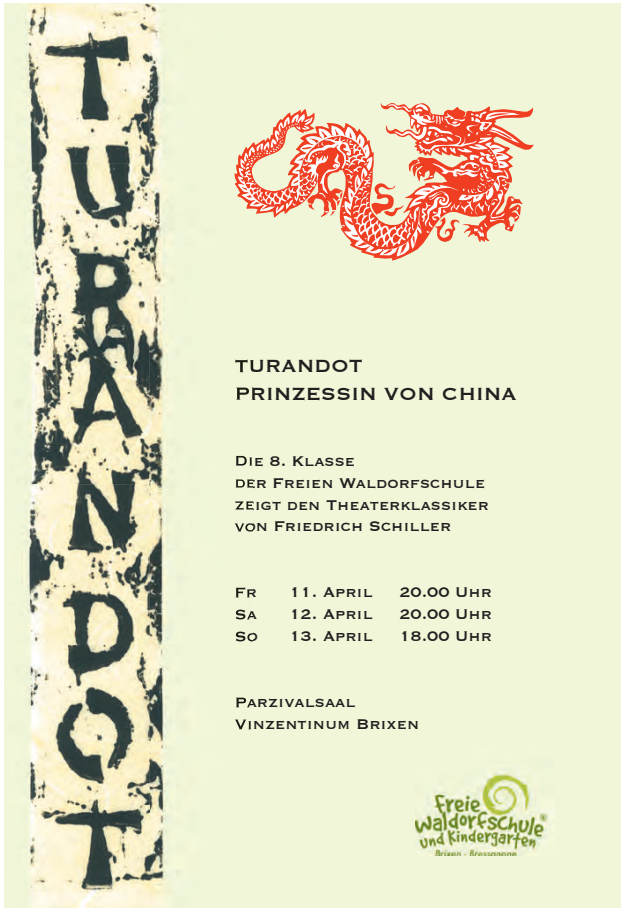 TURANDOT
TURANDOT
PRINZESSIN VON CHINA
DIE 8. KLASSE
DER FREIEN WALDORFSCHULE
ZEIGT DEN THEATERKLASSIKER
VON FRIEDRICH SCHILLER
FR 11. APRIL 20.00 UHR
SA 12. APRIL 20.00 UHR
SO 13. APRIL 18.00 UHR
PARZIVALSAAL
VINZENTINUM BRIXEN
Freie
Waldorfschule®
und Kindergarten
Brixen - Bressanone